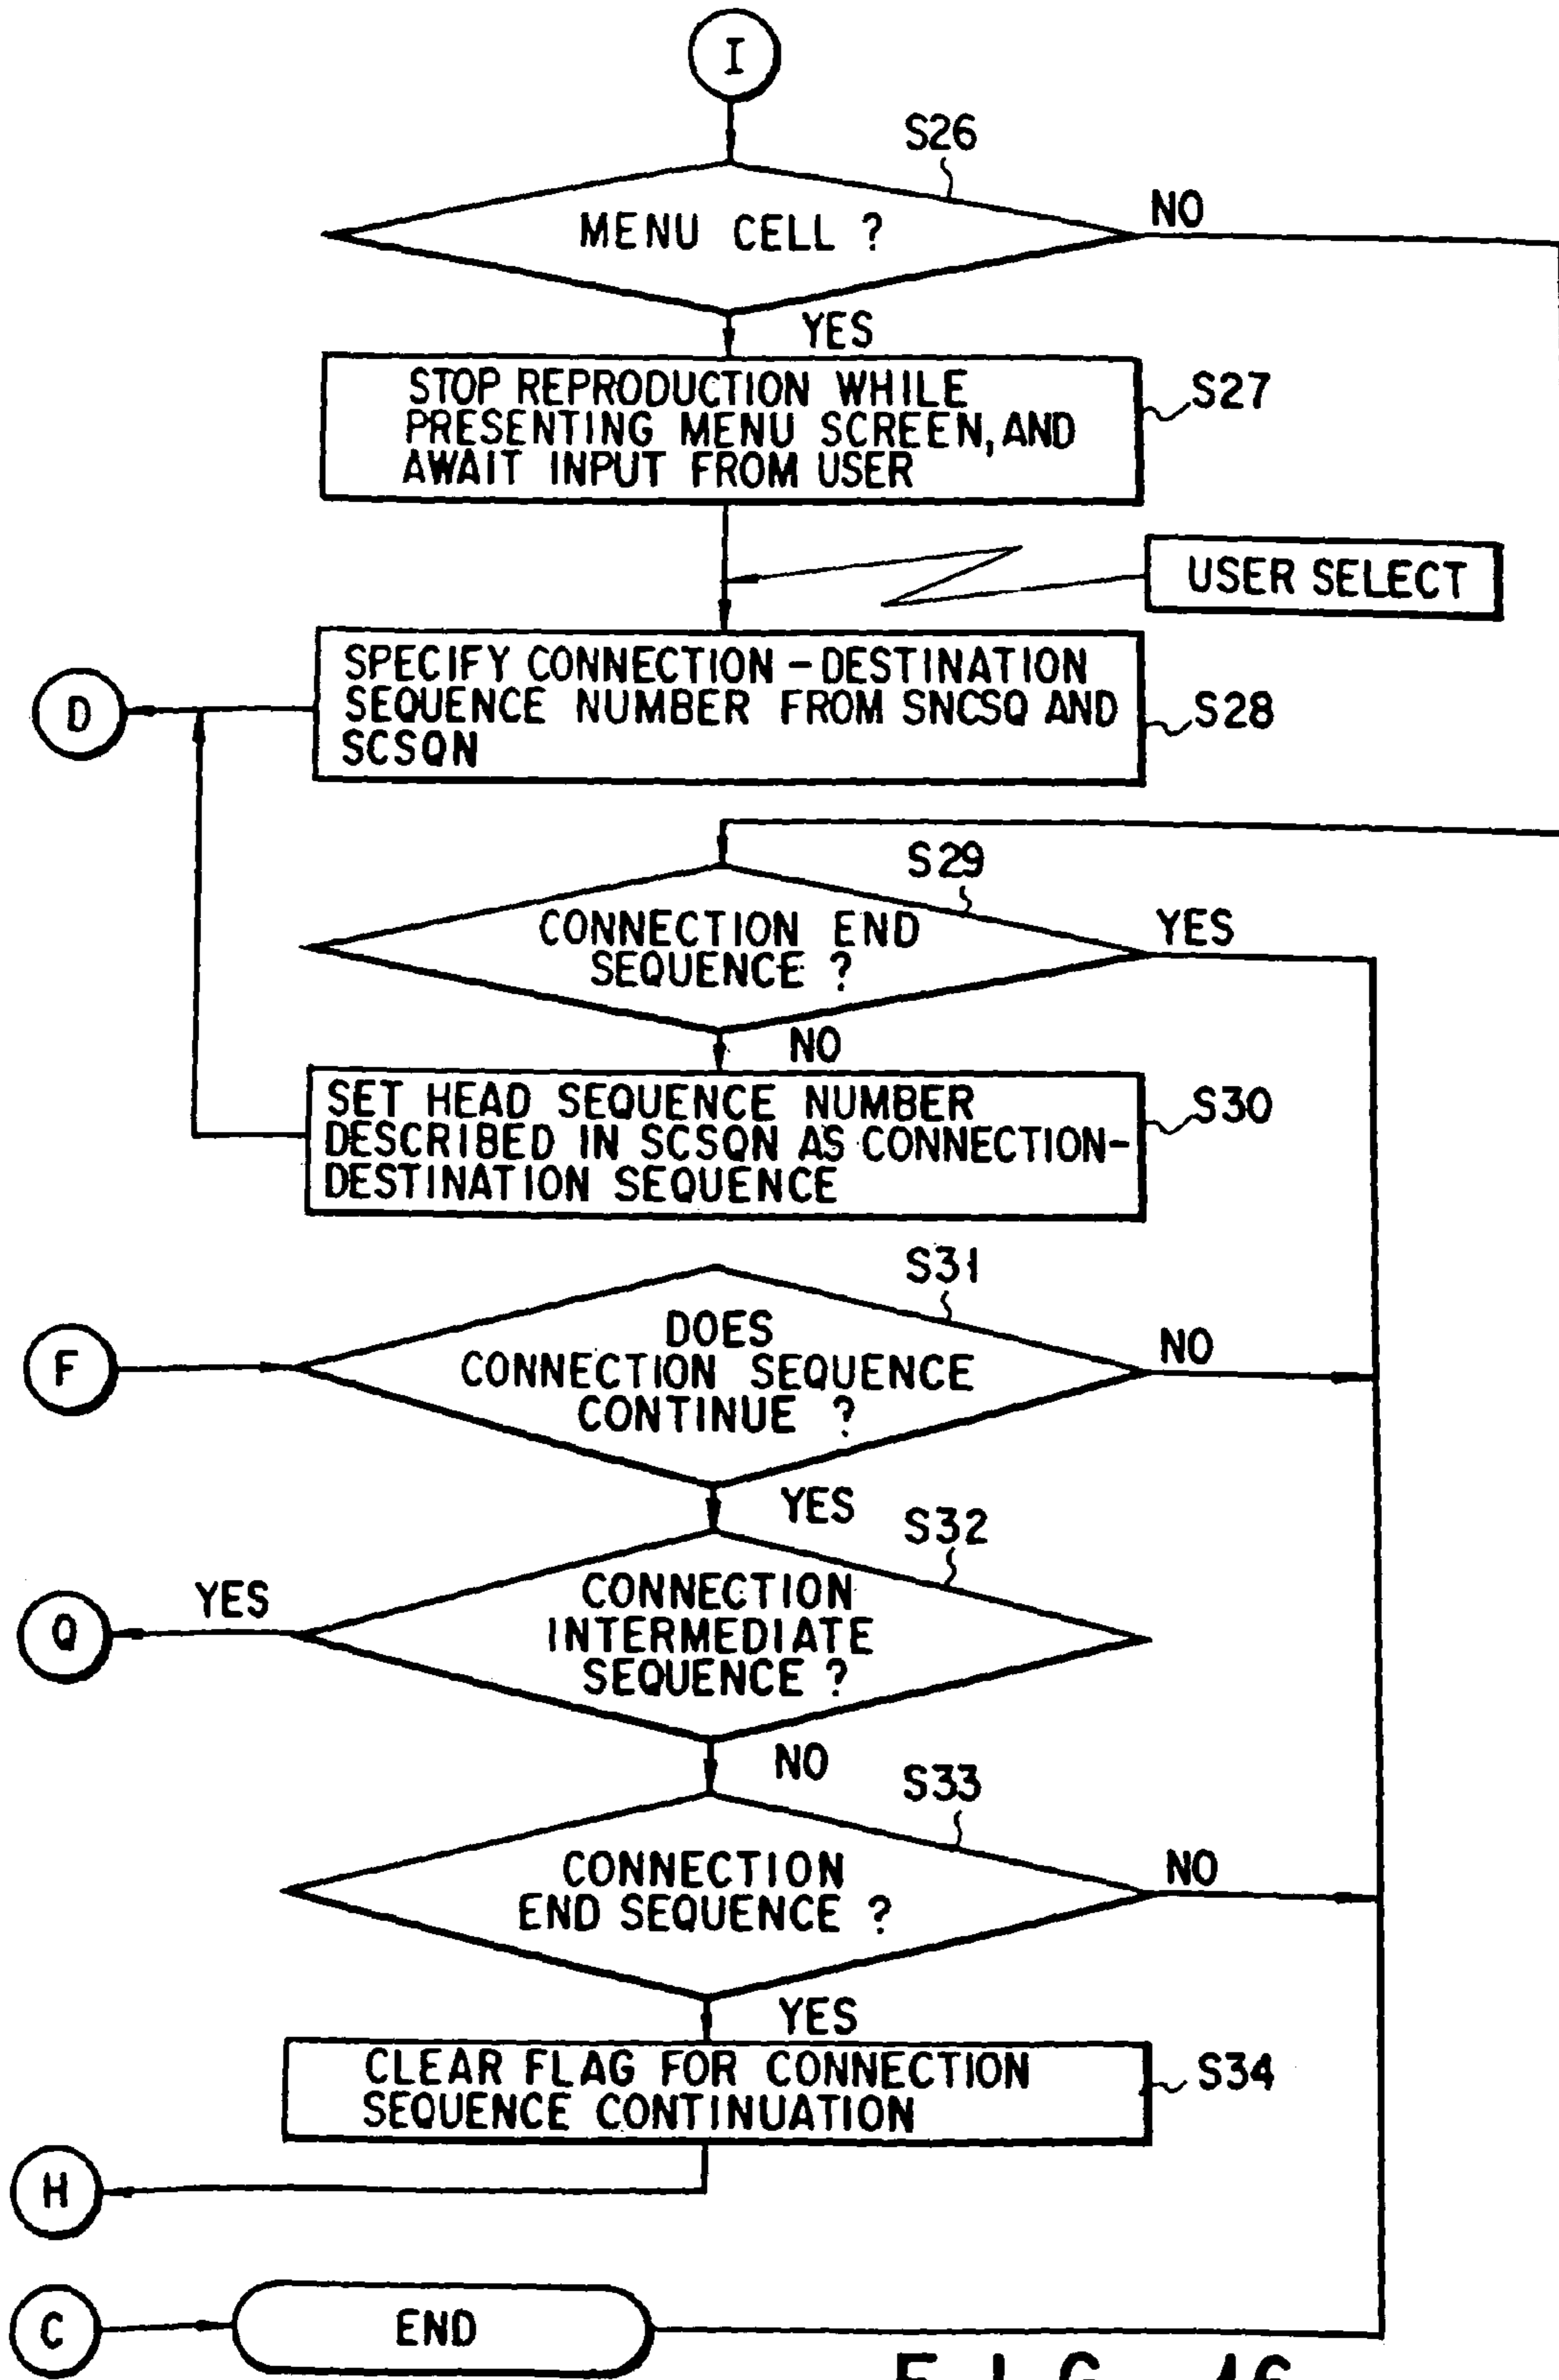 I
S26
MENU CELL ?
NO
YES
STOP REPRODUCTION WHILE
PRESENTING MENU SCREEN, AND
AWAIT INPUT FROM USER
S27
USER SELECT
SPECIFY CONNECTION-DESTINATION
SEQUENCE NUMBER FROM SNCSQ AND
SCSQN
S28
D
S29
CONNECTION END
SEQUENCE ?
YES
NO
SET HEAD SEQUENCE NUMBER
DESCRIBED IN SCSQN AS CONNECTION-
DESTINATION SEQUENCE
S30
S31
F
DOES
CONNECTION SEQUENCE
CONTINUE ?
NO
YES
S32
Q
YES
CONNECTION
INTERMEDIATE
SEQUENCE ?
NO
S33
CONNECTION
END SEQUENCE ?
NO
YES
CLEAR FLAG FOR CONNECTION
SEQUENCE CONTINUATION
S34
H
C
END